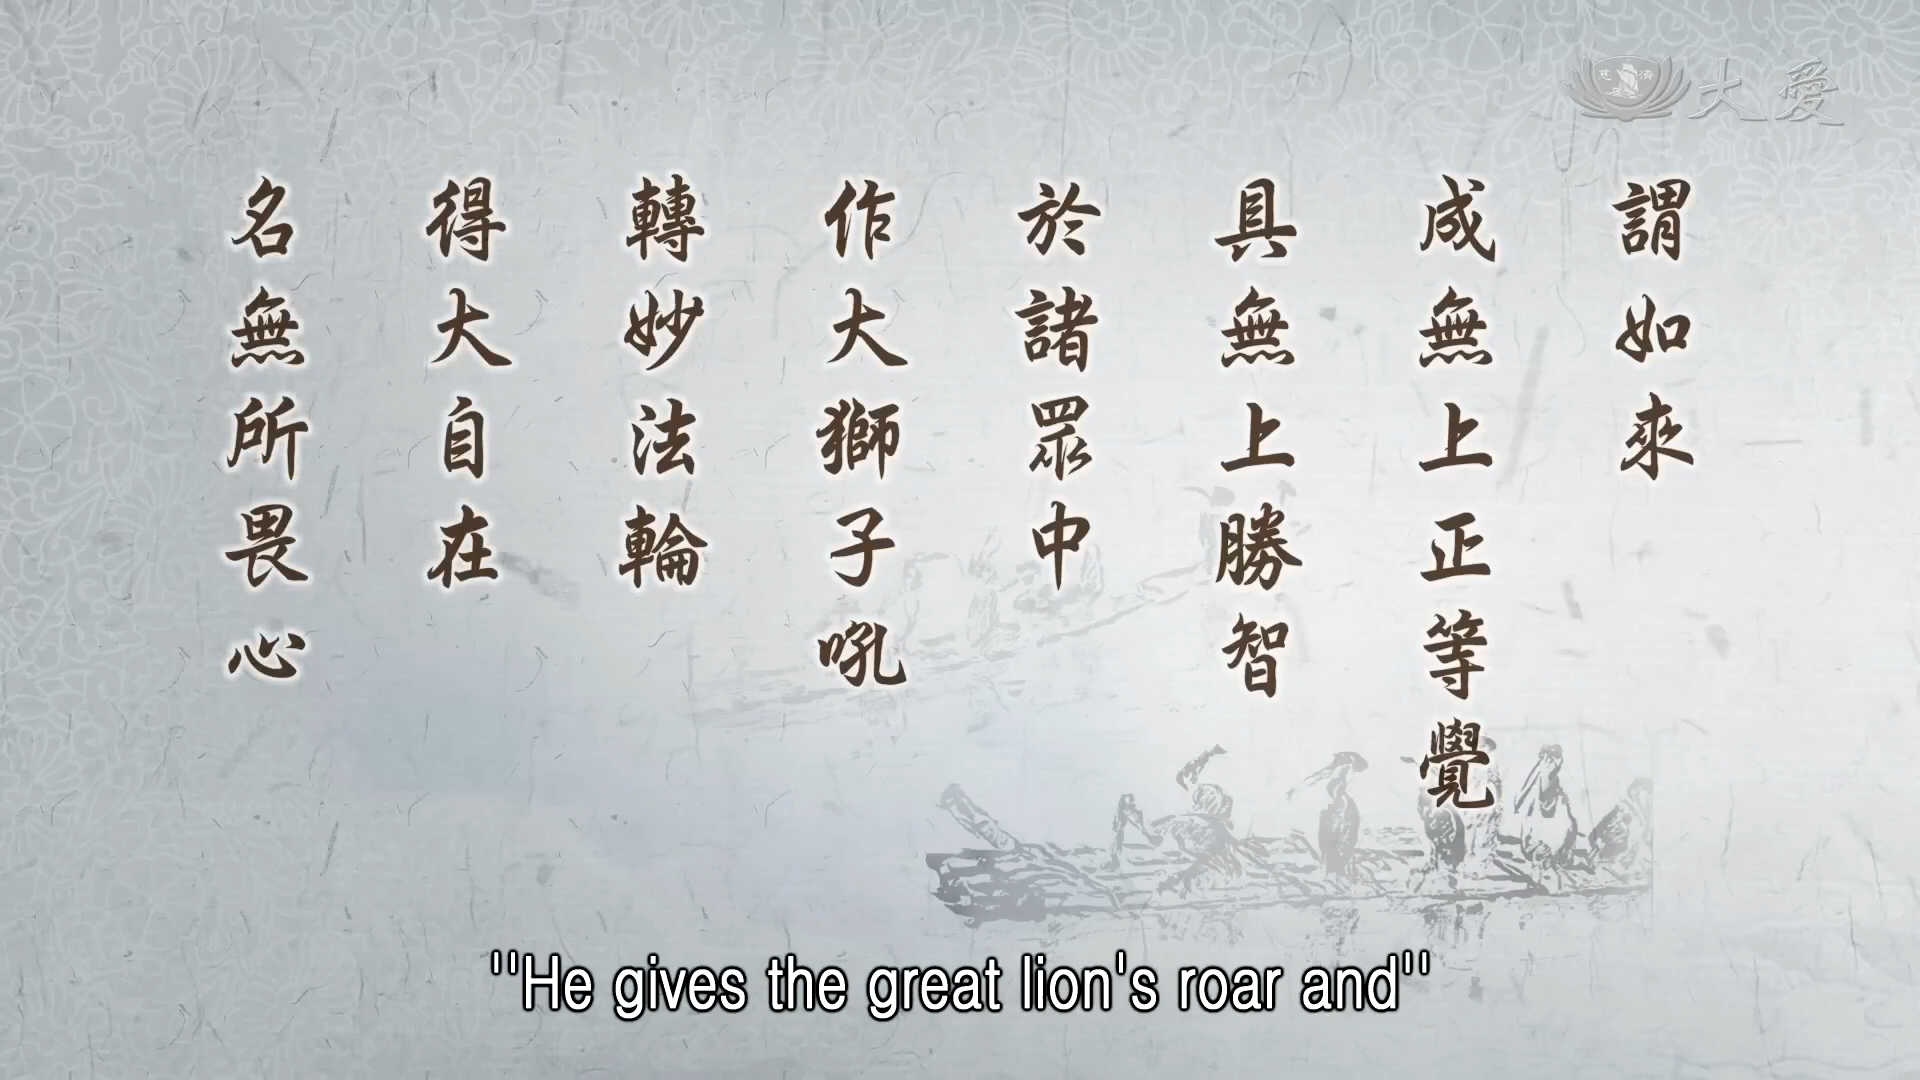 大愛
慈濟
謂如來
成無上正等覺
具無上勝智
於諸眾中
作大獅子吼
轉妙法輪
得大自在
名無所畏心
"He gives the great lion's roar and"